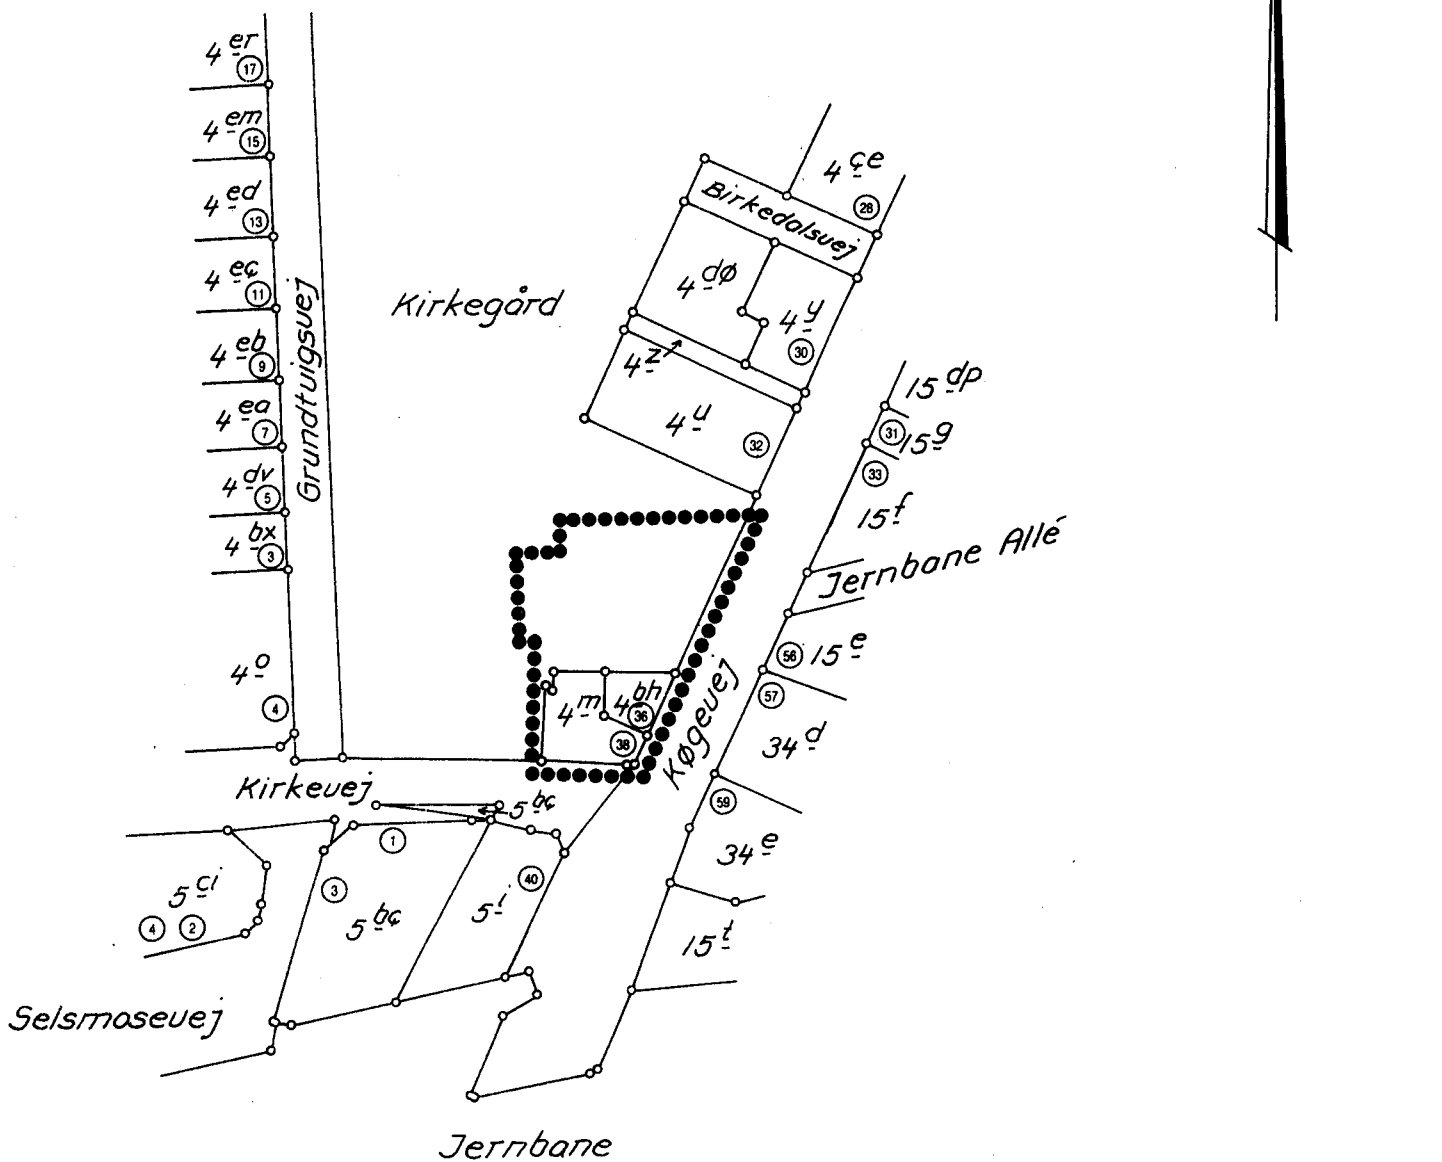 4 er
17
4 em
15
4 ed
13
4 eç
11
4 eb
9
4 ea
7
4 dv
5
4 bx
3
4 o
4
Grundtvigsvej
Kirkegård
4 çe
28
Birkedalsvej
4 dø
4 y
30
4 z
4 u
32
15 dp
31
15 g
33
15 f
Jernbane Allé
56
15 e
57
34 d
4 m
4 bh
36
38
Køgevej
59
34 e
15 t
Kirkevej
5 bç
1
3
5 bç
40
5 i
5 ci
4
2
Selsmosevej
Jernbane